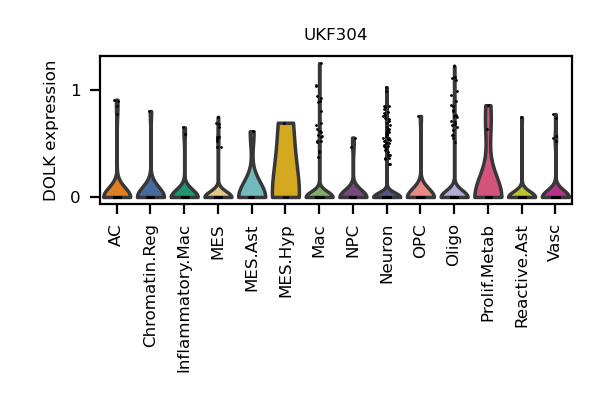 UKF304
DOLK expression
1
0
AC
Chromatin.Reg
Inflammatory.Mac
MES
MES.Ast
MES.Hyp
Mac
NPC
Neuron
OPC
Oligo
Prolif.Metab
Reactive.Ast
Vasc